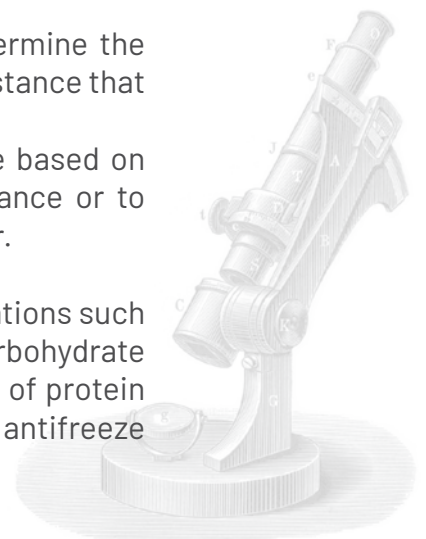 ermine the
stance that
e based on
ance or to
r.
ations such
rbohydrate
of protein
antifreeze